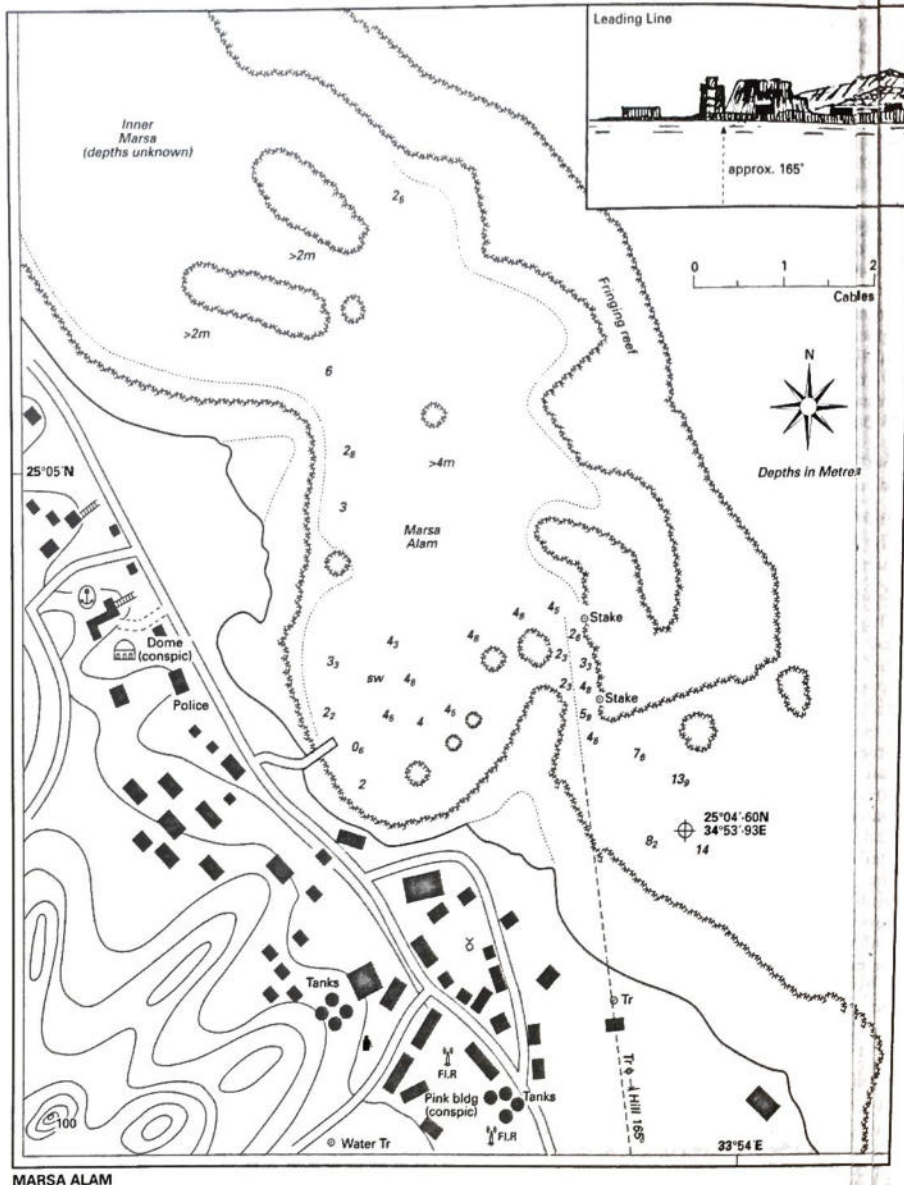 Leading Line
approx. 165°
Inner
Marsa
(depths unknown)
2₅
>2m
>2m
0 1 2
Cables
Fringing reef
N
Depths in Metres
6
2₈
>4m
25°05´N
3
Marsa
Alam
4₅
4₈
Stake
2₆
4₈
4₃
2₃
3₃
3₃
sw
4₆
2₃
4₈
Stake
Dome
(conspic)
Police
2₂
4₆
4
4₅
5₉
4₈
0₆
7₆
2
13₉
25°04´·60N
34°53´·93E
8₂
14
Tanks
Tr
Tr ϕ Hill 165°
Fl.R
Pink bldg
(conspic)
Tanks
Fl.R
100
Water Tr
33°54´E
MARSA ALAM